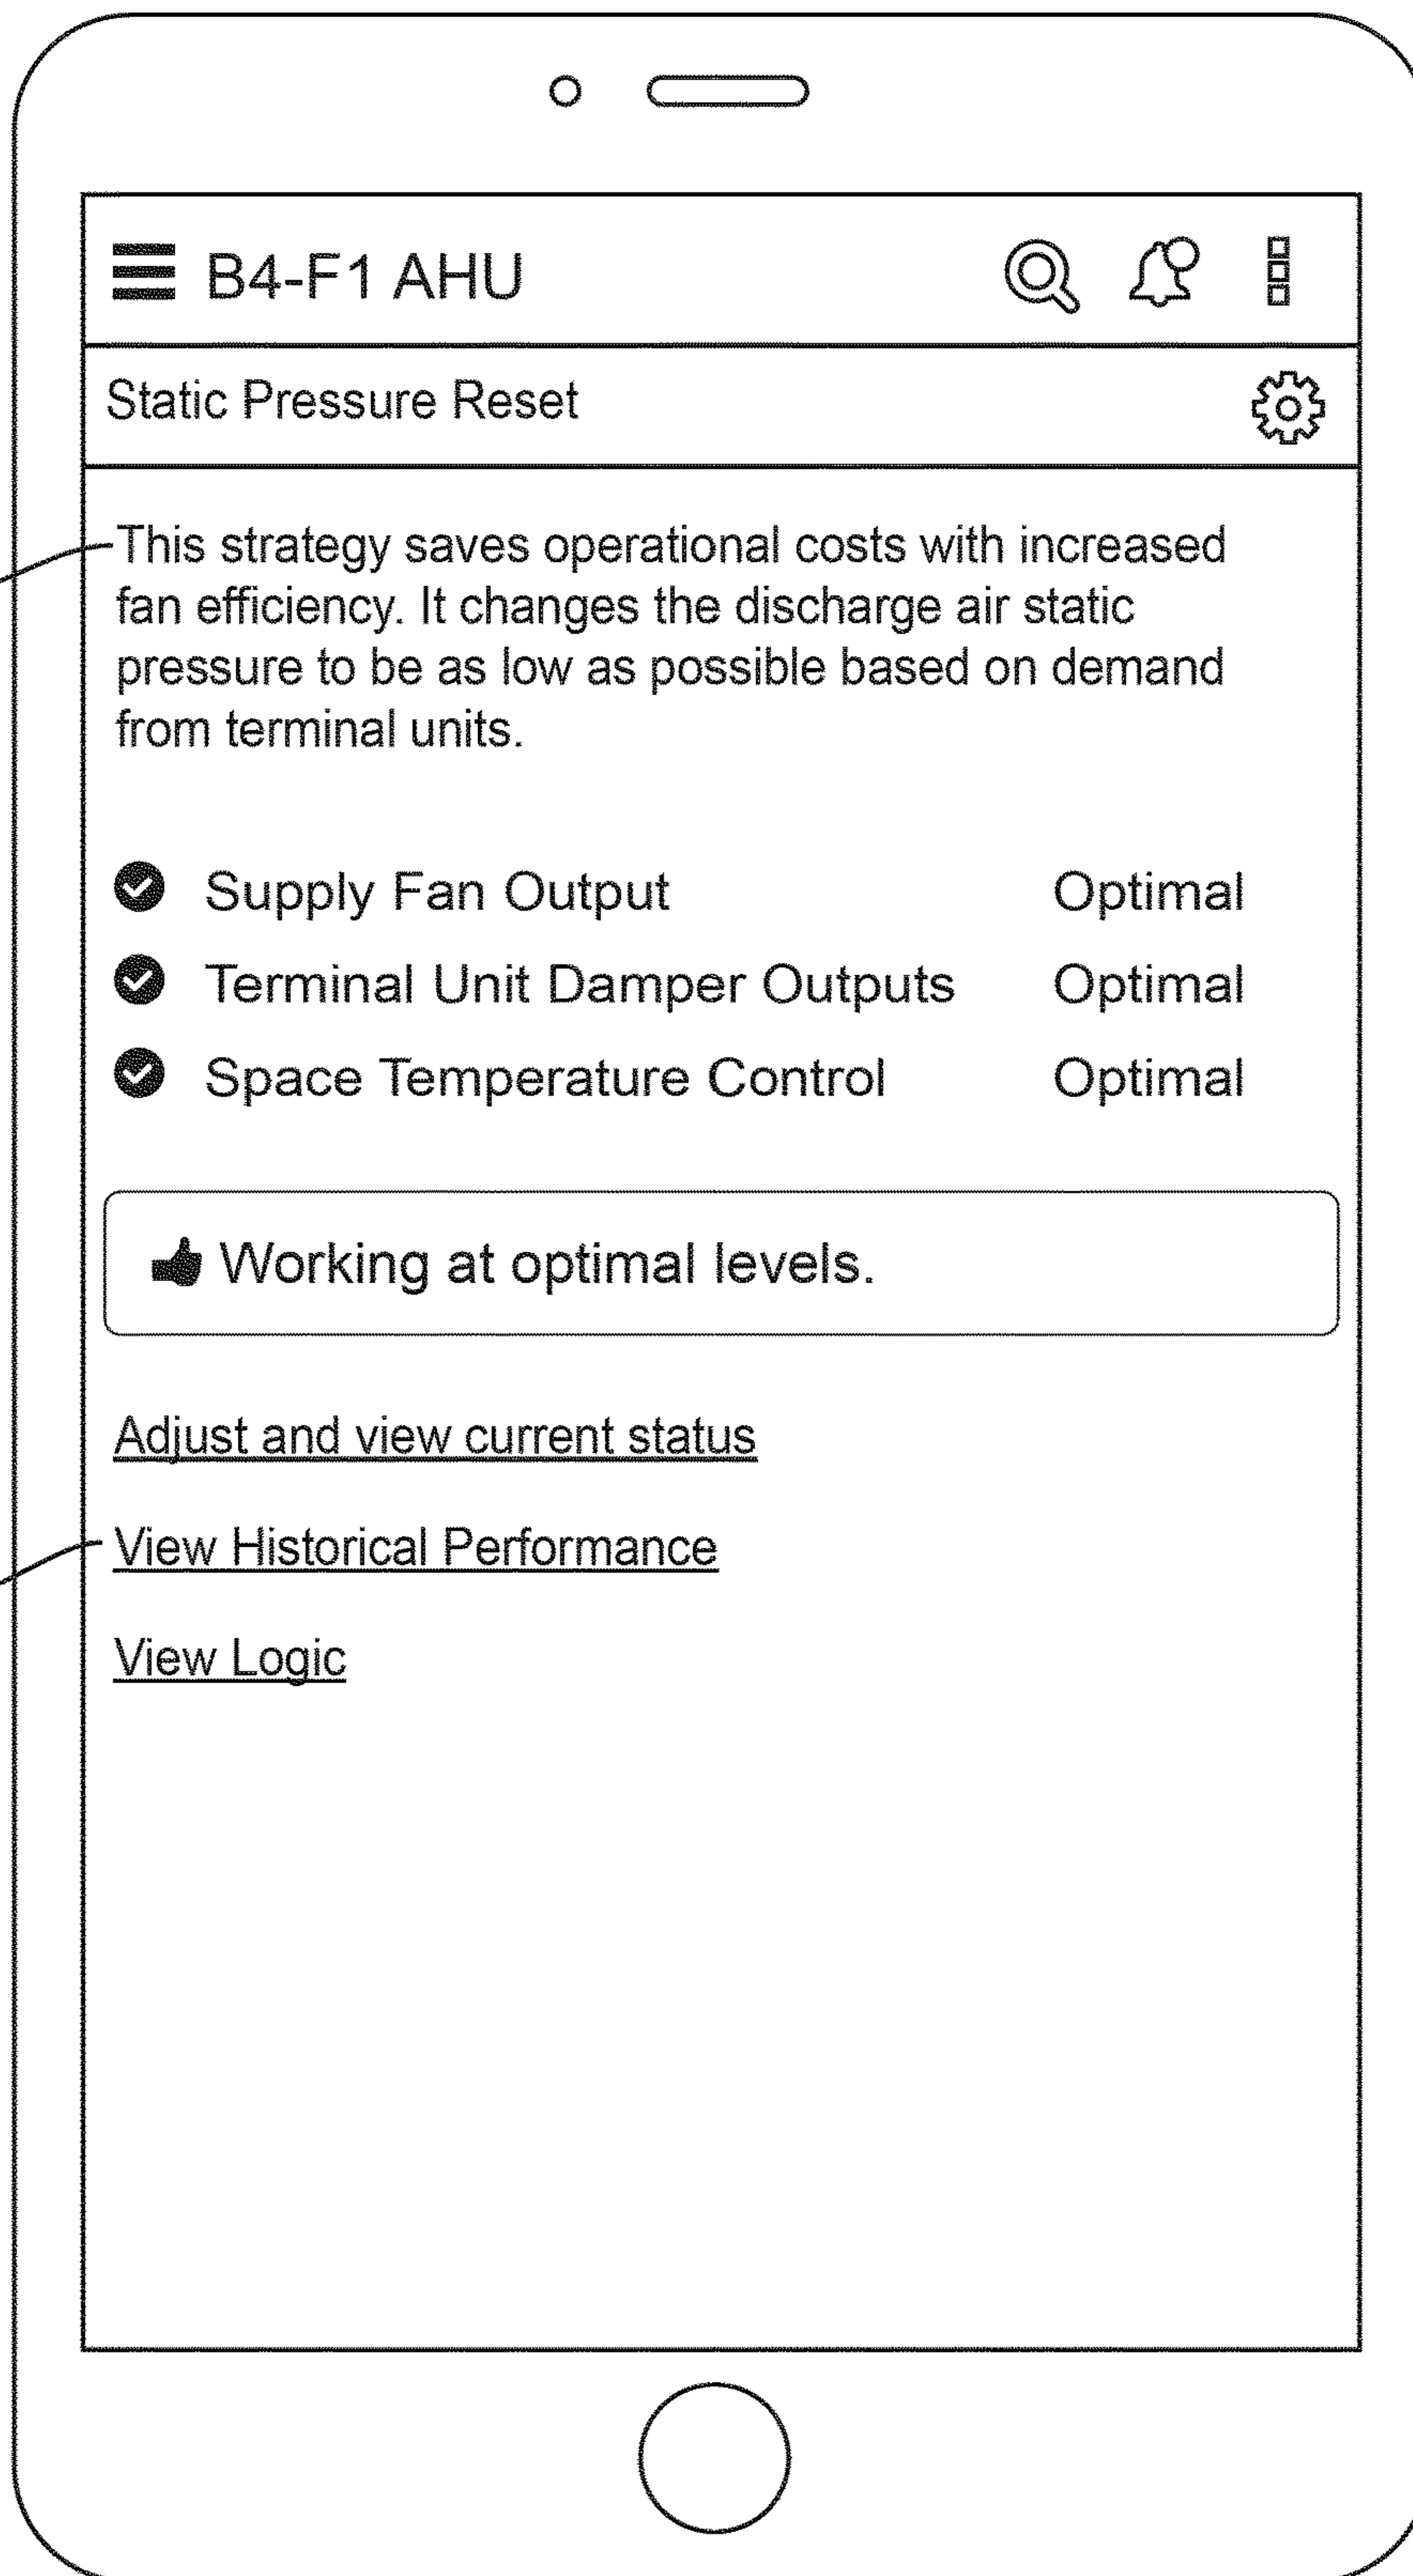 B4-F1 AHU
Static Pressure Reset
This strategy saves operational costs with increased
fan efficiency. It changes the discharge air static
pressure to be as low as possible based on demand
from terminal units.
Supply Fan Output Optimal
Terminal Unit Damper Outputs Optimal
Space Temperature Control Optimal
Working at optimal levels.
Adjust and view current status
View Historical Performance
View Logic